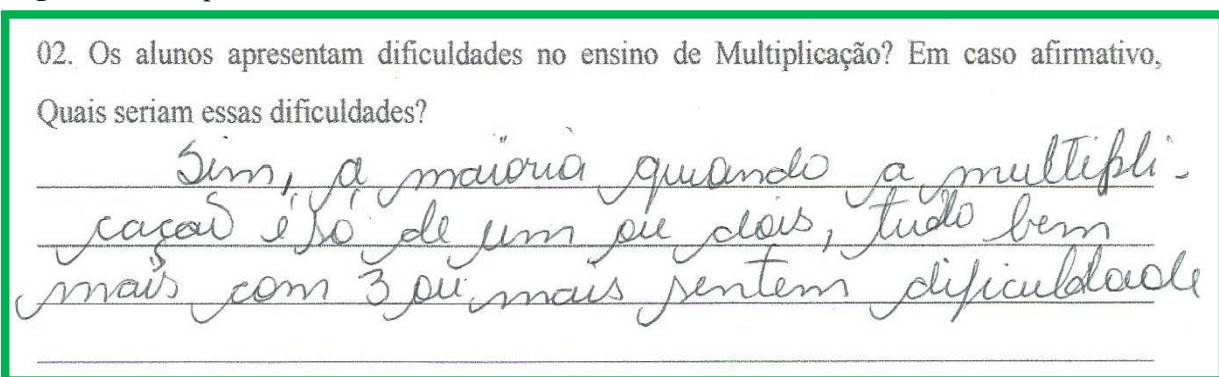 02. Os alunos apresentam dificuldades no ensino de Multiplicação? Em caso afirmativo,
Quais seriam essas dificuldades?
Sim, a maioria quando a multipli-
cação é só de um ou dois, tudo bem
mais com 3 ou mais sentem dificuldade